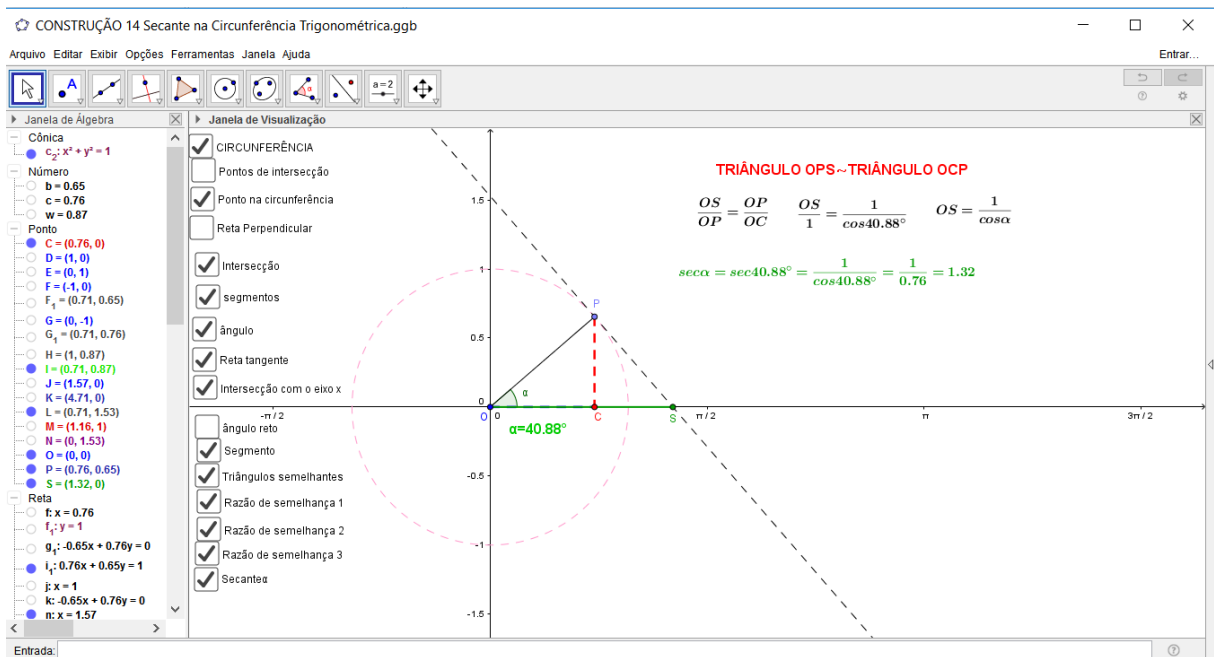 CONSTRUÇÃO 14 Secante na Circunferência Trigonométrica.ggb
Arquivo Editar Exibir Opções Ferramentas Janela Ajuda
Entrar...
A
α
a=2
Janela de Álgebra
Cônica
c₂: x² + y² = 1
Número
b = 0.65
c = 0.76
w = 0.87
Ponto
C = (0.76, 0)
D = (1, 0)
E = (0, 1)
F = (-1, 0)
F₁ = (0.71, 0.65)
G = (0, -1)
G₁ = (0.71, 0.76)
H = (1, 0.87)
I = (0.71, 0.87)
J = (1.57, 0)
K = (4.71, 0)
L = (0.71, 1.53)
M = (1.16, 1)
N = (0, 1.53)
O = (0, 0)
P = (0.76, 0.65)
S = (1.32, 0)
Reta
f: x = 0.76
f₁: y = 1
g₁: -0.65x + 0.76y = 0
i₁: 0.76x + 0.65y = 1
j: x = 1
k: -0.65x + 0.76y = 0
n: x = 1.57
Janela de Visualização
CIRCUNFERÊNCIA
Pontos de intersecção
Ponto na circunferência
Reta Perpendicular
Intersecção
segmentos
ângulo
Reta tangente
Intersecção com o eixo x
ângulo reto
Segmento
Triângulos semelhantes
Razão de semelhança 1
Razão de semelhança 2
Razão de semelhança 3
Secanteα
TRIÂNGULO OPS~TRIÂNGULO OCP
OS/OP = OP/OC OS/1 = 1/cos40.88° OS = 1/cosα
secα = sec40.88° = 1/cos40.88° = 1/0.76 = 1.32
1.5
1
P
0.5
α
0
-π / 2
O
0
C
S
π / 2
π
3π / 2
α=40.88°
-0.5
-1
-1.5
Entrada: